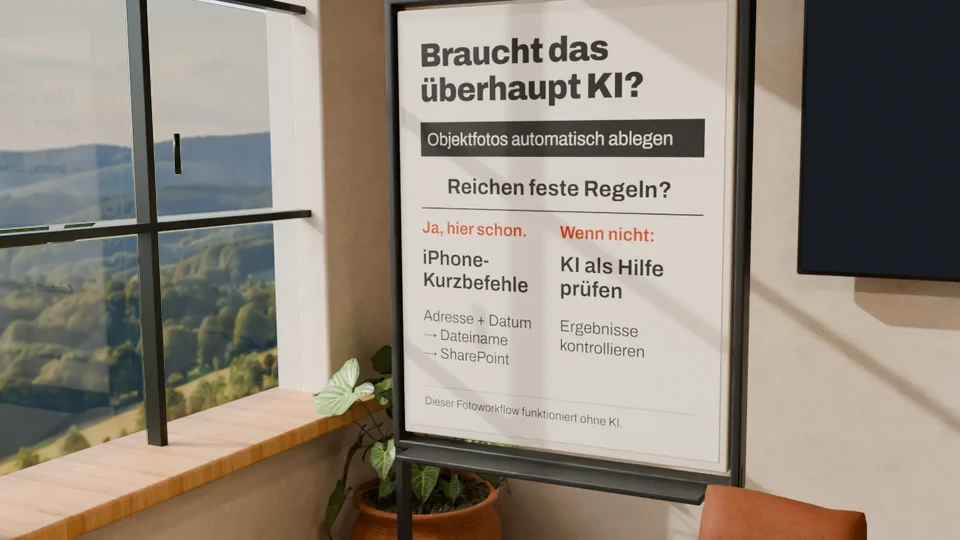 Braucht das
überhaupt KI?
Objektfotos automatisch ablegen
Reichen feste Regeln?
Ja, hier schon.
iPhone-
Kurzbefehle
Adresse + Datum
→ Dateiname
→ SharePoint
Wenn nicht:
KI als Hilfe
prüfen
Ergebnisse
kontrollieren
Dieser Fotoworkflow funktioniert ohne KI.